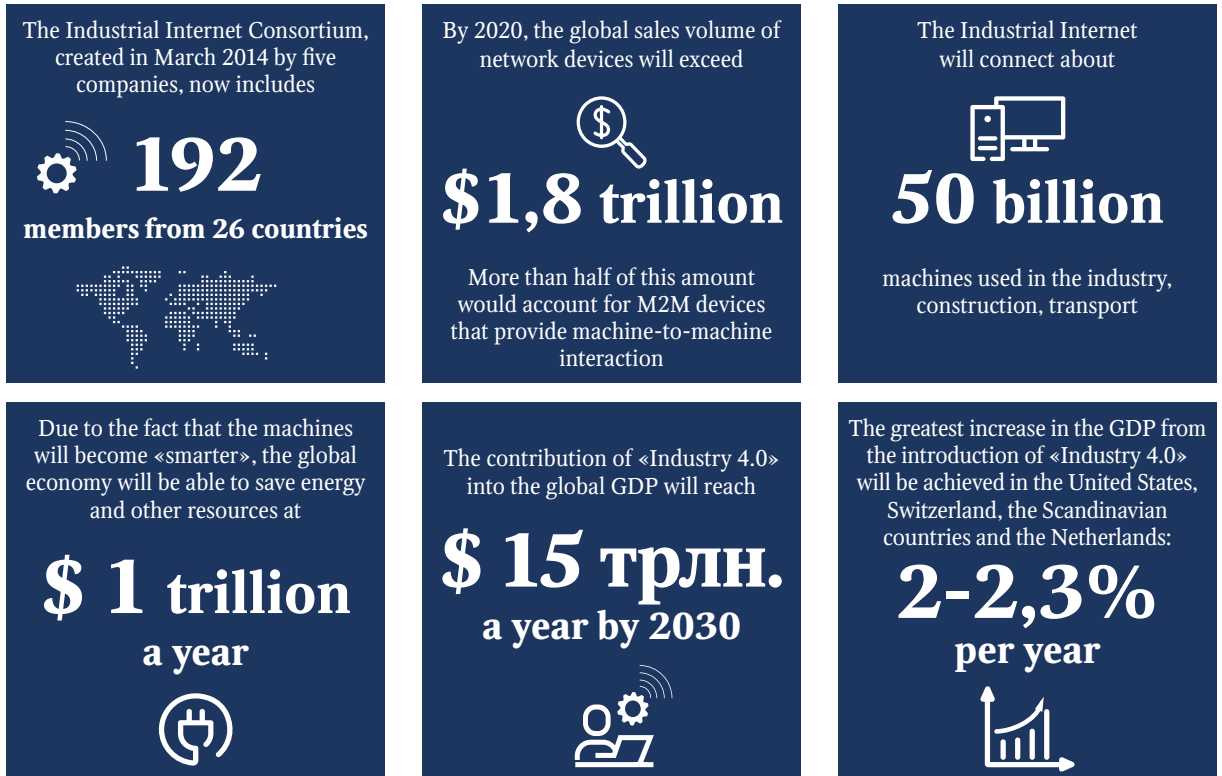 The Industrial Internet Consortium,
created in March 2014 by five
companies, now includes
192
members from 26 countries
By 2020, the global sales volume of
network devices will exceed
$1,8 trillion
More than half of this amount
would account for M2M devices
that provide machine-to-machine
interaction
The Industrial Internet
will connect about
50 billion
machines used in the industry,
construction, transport
Due to the fact that the machines
will become «smarter», the global
economy will be able to save energy
and other resources at
$ 1 trillion
a year
The contribution of «Industry 4.0»
into the global GDP will reach
$ 15 трлн.
a year by 2030
The greatest increase in the GDP from
the introduction of «Industry 4.0»
will be achieved in the United States,
Switzerland, the Scandinavian
countries and the Netherlands:
2-2,3%
per year